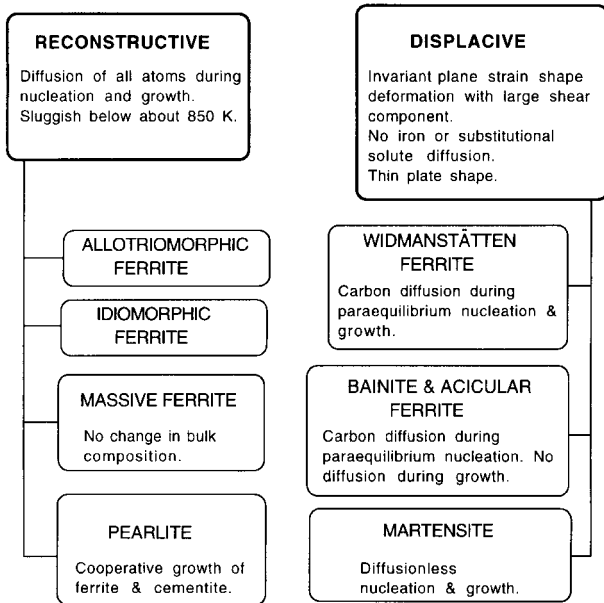 RECONSTRUCTIVE
Diffusion of all atoms during
nucleation and growth.
Sluggish below about 850 K.
ALLOTRIOMORPHIC
FERRITE
IDIOMORPHIC
FERRITE
MASSIVE FERRITE
No change in bulk
composition.
PEARLITE
Cooperative growth of
ferrite & cementite.
DISPLACIVE
Invariant plane strain shape
deformation with large shear
component.
No iron or substitutional
solute diffusion.
Thin plate shape.
WIDMANSTÄTTEN
FERRITE
Carbon diffusion during
paraequilibrium nucleation &
growth.
BAINITE & ACICULAR
FERRITE
Carbon diffusion during
paraequilibrium nucleation. No
diffusion during growth.
MARTENSITE
Diffusionless
nucleation & growth.